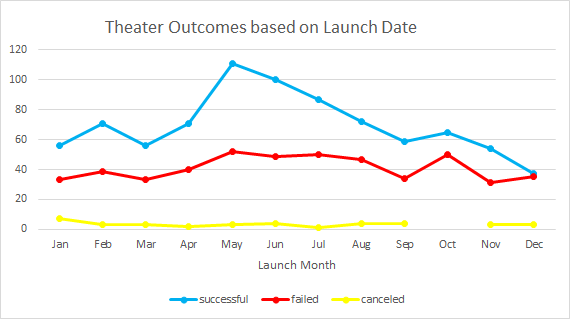 Theater Outcomes based on Launch Date
120
100
80
60
40
20
0
Jan Feb Mar Apr May Jun Jul Aug Sep Oct Nov Dec
Launch Month
successful failed canceled